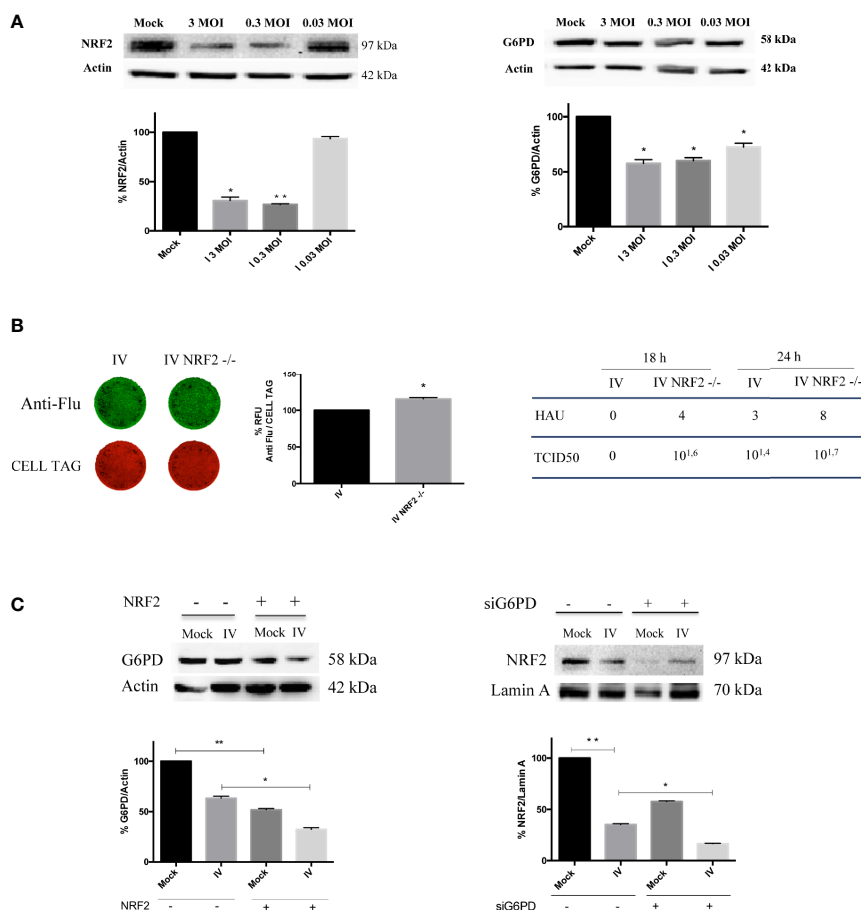 A
Mock 3 MOI 0.3 MOI 0.03 MOI
NRF2 97 kDa
Actin 42 kDa
% NRF2/Actin
100
50
0
* * *
Mock I 3 MOI I 0.3 MOI I 0.03 MOI
Mock 3 MOI 0.3 MOI 0.03 MOI
G6PD 58 kDa
Actin 42 kDa
% G6PD/Actin
100
50
0
* * *
Mock I 3 MOI I 0.3 MOI I 0.03 MOI
B
IV IV NRF2 -/-
Anti-Flu
CELL TAG
% RFU
Anti Flu / CELL TAG
150
100
50
0
*
IV IV NRF2 -/-
18 h 24 h
IV IV NRF2 -/- IV IV NRF2 -/-
HAU 0 4 3 8
TCID50 0 10^1,6 10^1,4 10^1,7
C
NRF2 - - + +
Mock IV Mock IV
G6PD 58 kDa
Actin 42 kDa
% G6PD/Actin
100
50
0
**
*
Mock IV Mock IV
NRF2 - - + +
siG6PD - - + +
Mock IV Mock IV
NRF2 97 kDa
Lamin A 70 kDa
% NRF2/Lamin A
100
50
0
* *
*
Mock IV Mock IV
siG6PD - - + +